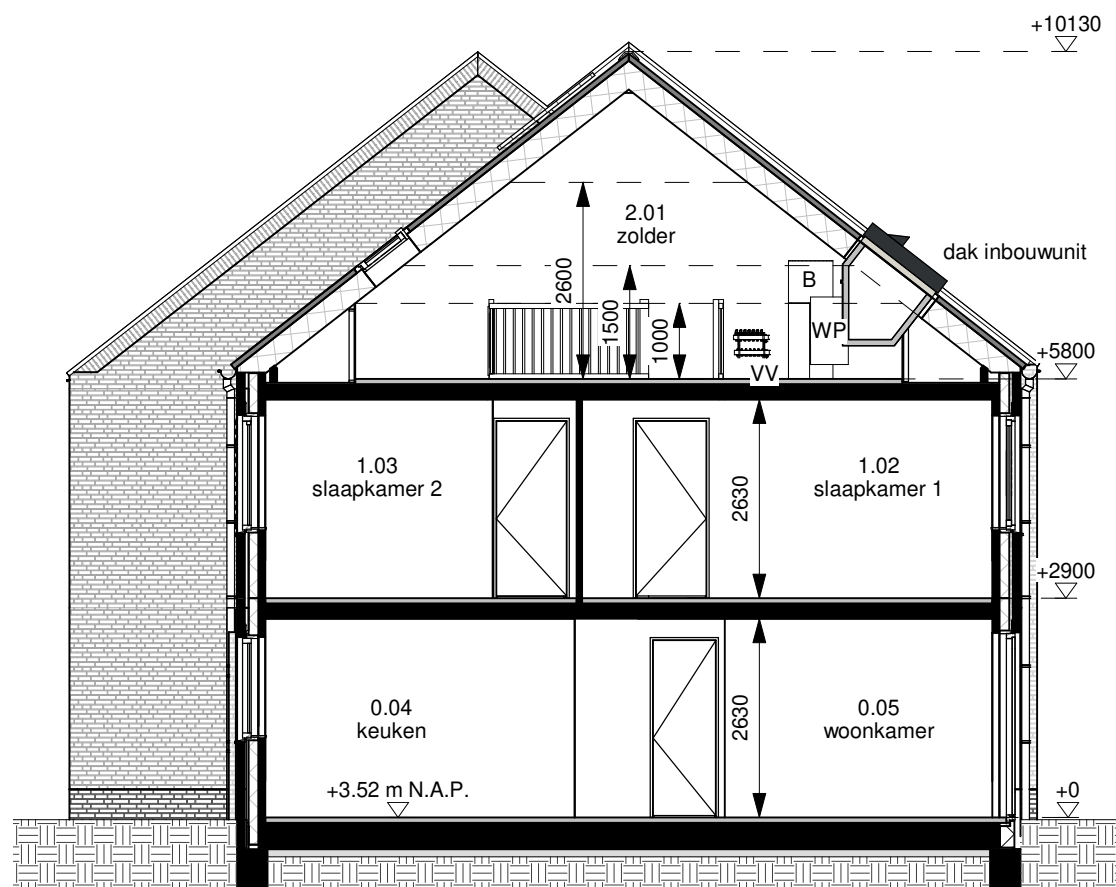 +10130
2.01
zolder
dak inbouwunit
2600
1500
1000
B
WP
VV
+5800
1.03
slaapkamer 2
1.02
slaapkamer 1
2630
+2900
0.04
keuken
0.05
woonkamer
2630
+3.52 m N.A.P.
+0